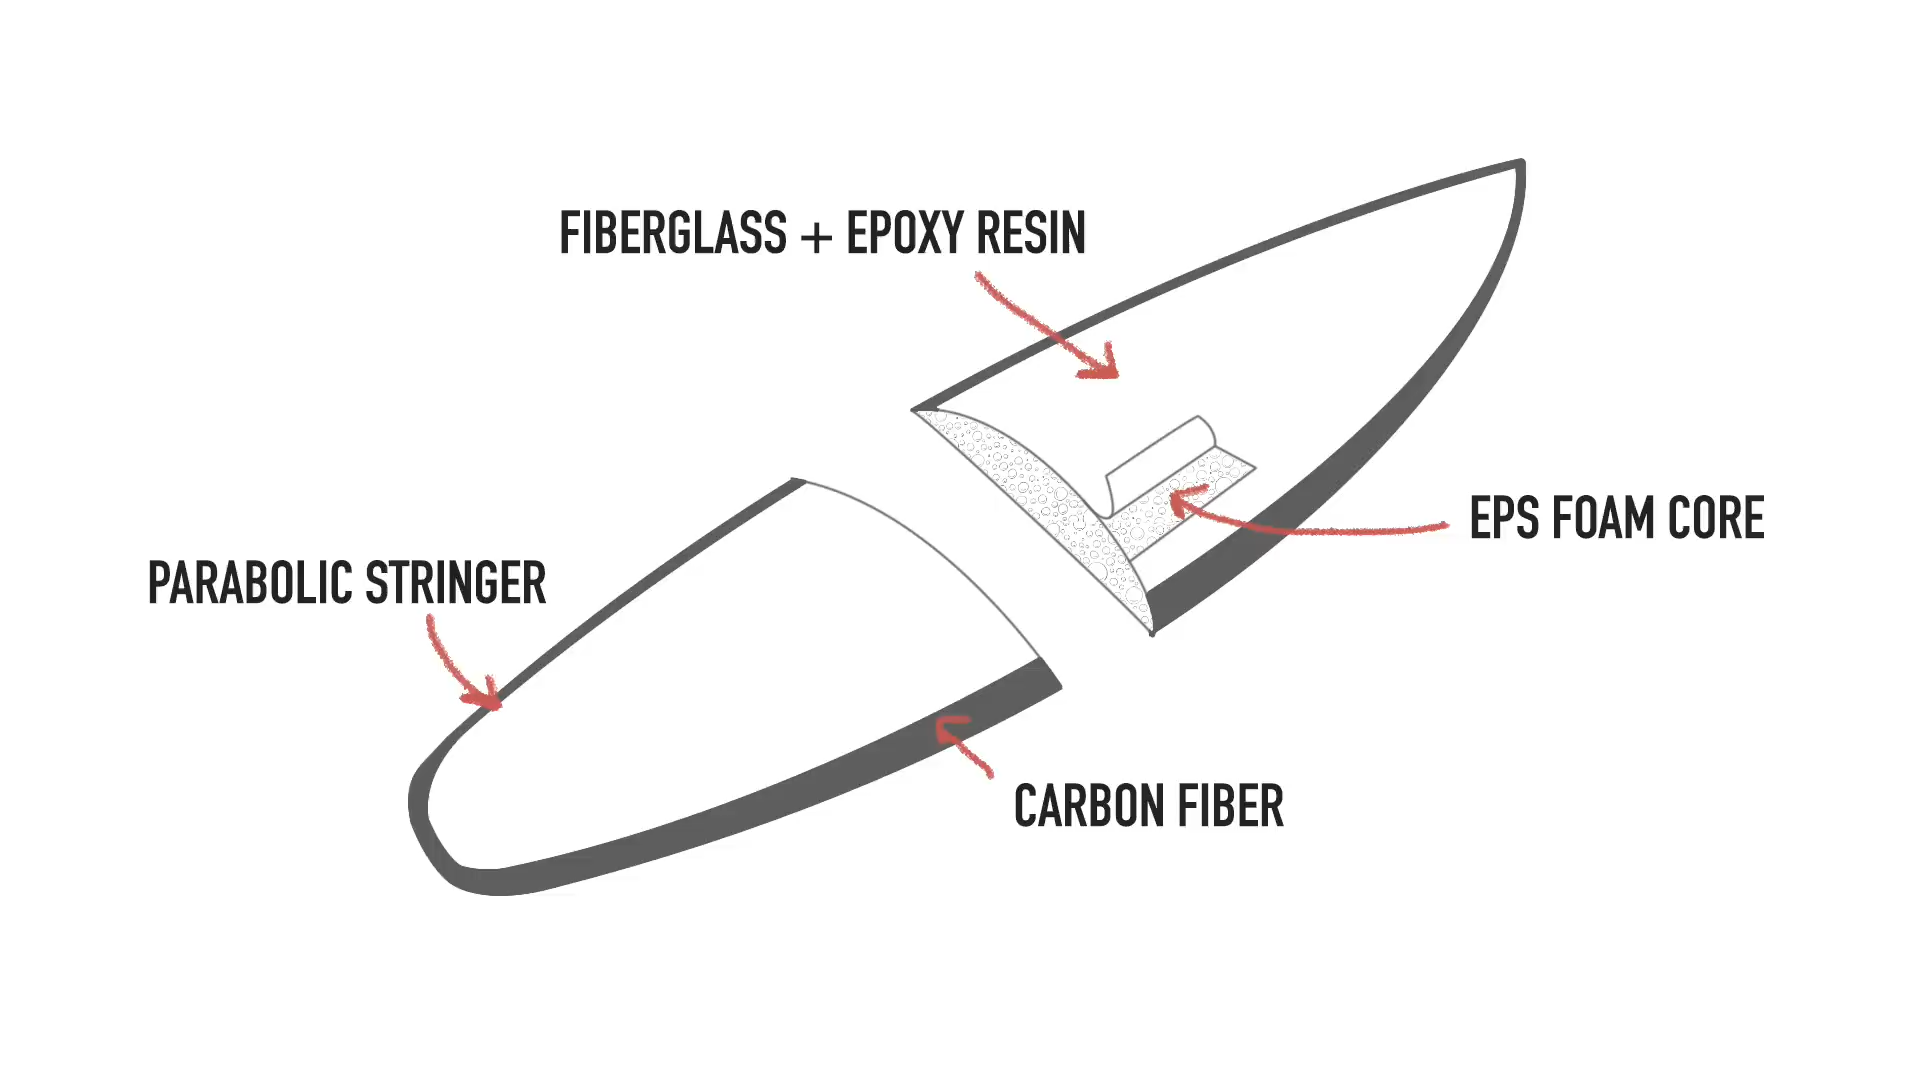 FIBERGLASS + EPOXY RESIN
EPS FOAM CORE
PARABOLIC STRINGER
CARBON FIBER